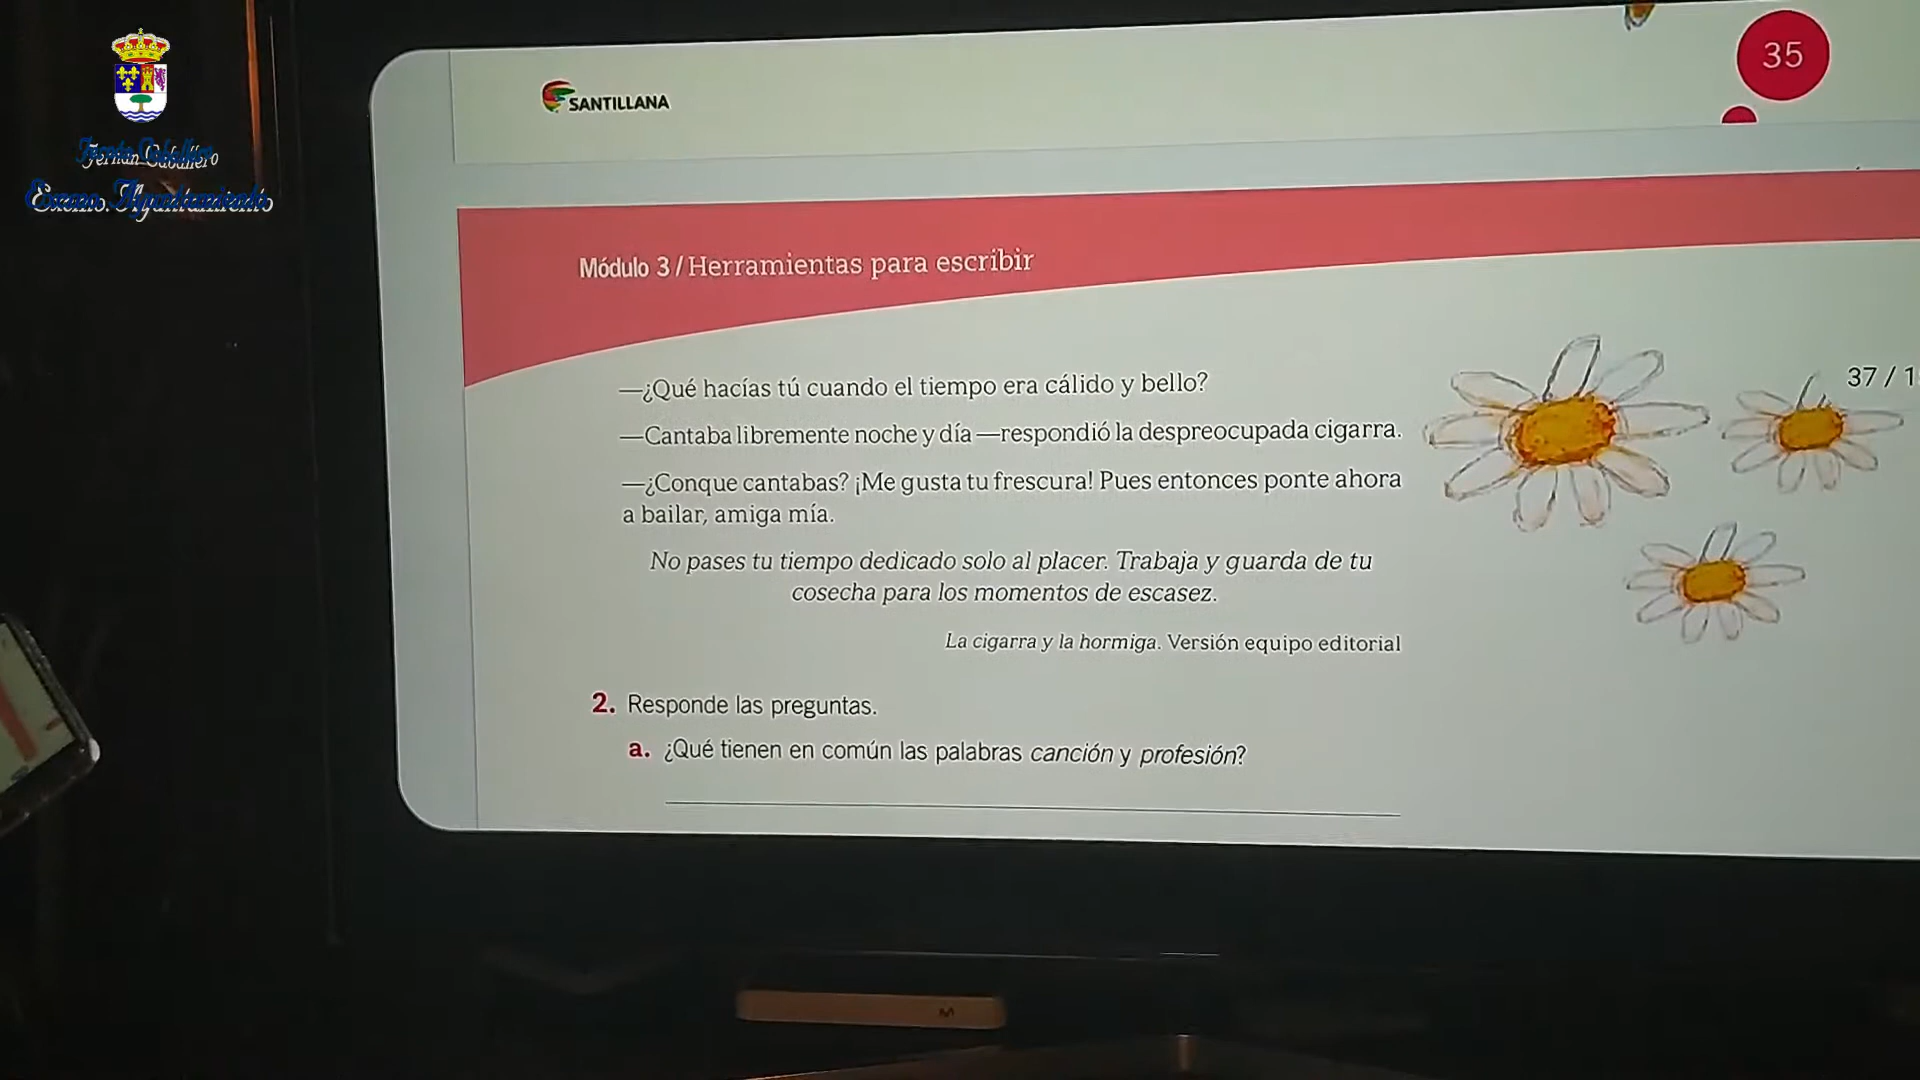 Fernán Caballero
Excmo. Ayuntamiento
SANTILLANA
35
Módulo 3 / Herramientas para escribir
—¿Qué hacías tú cuando el tiempo era cálido y bello?
37 / 1
—Cantaba libremente noche y día —respondió la despreocupada cigarra.
—¿Conque cantabas? ¡Me gusta tu frescura! Pues entonces ponte ahora
a bailar, amiga mía.
No pases tu tiempo dedicado solo al placer. Trabaja y guarda de tu
cosecha para los momentos de escasez.
La cigarra y la hormiga. Versión equipo editorial
2. Responde las preguntas.
a. ¿Qué tienen en común las palabras canción y profesión?